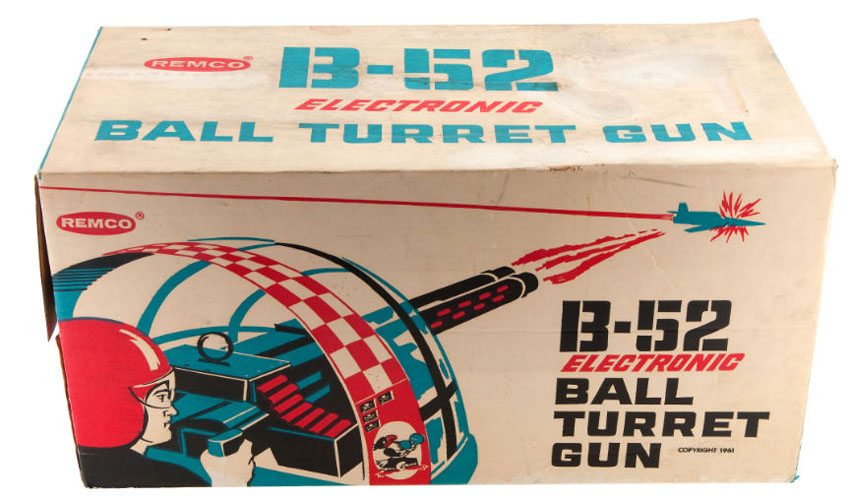 REMCO®
B-52
ELECTRONIC
BALL TURRET GUN
REMCO®
B-52
ELECTRONIC
BALL
TURRET
GUN
COPYRIGHT 1961